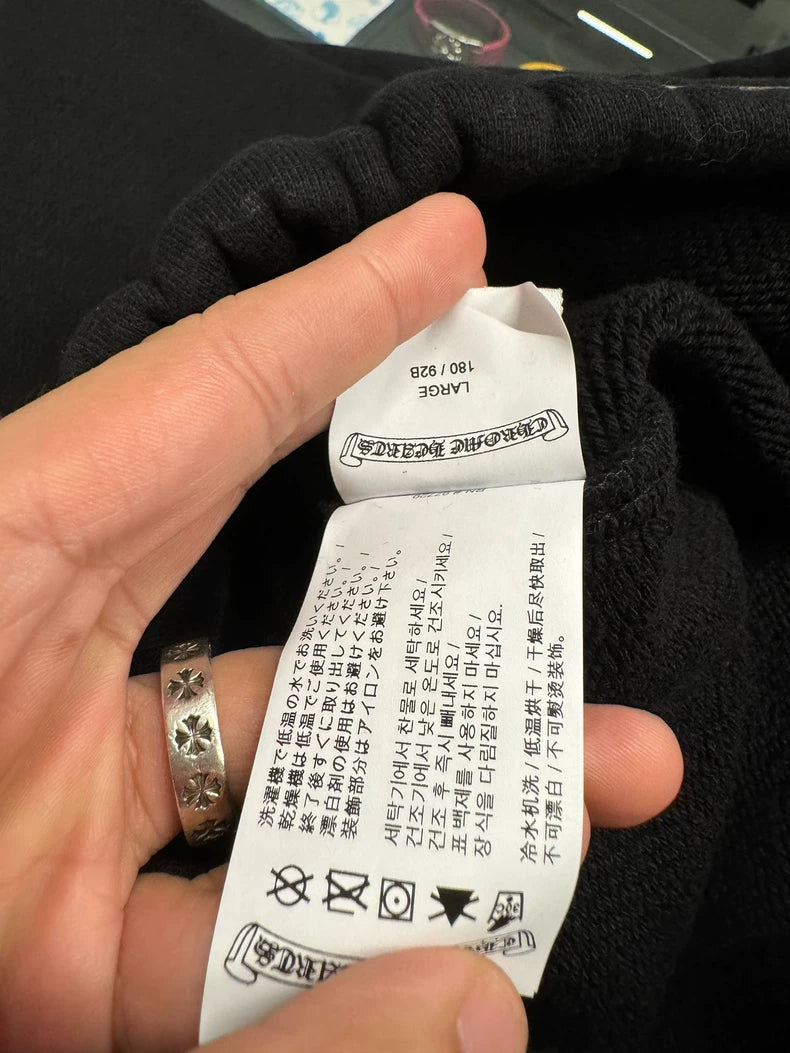 CHROME HEARTS
LARGE
180 / 92B
洗濯機で低温の水でお洗いください。/
乾燥機は低温でご使用ください。/
終了後すぐに取り出してください。/
漂白剤の使用はお避けください。/
装飾部分はアイロンをお避け下さい。
세탁기에서 찬물로 세탁하세요 /
건조기에서 낮은 온도로 건조시키세요 /
건조 후 즉시 빼내세요 /
표백제를 사용하지 마세요 /
장식을 다림질하지 마십시요.
冷水机洗 / 低温烘干 / 干燥后尽快取出 /
不可漂白 / 不可熨烫装饰。